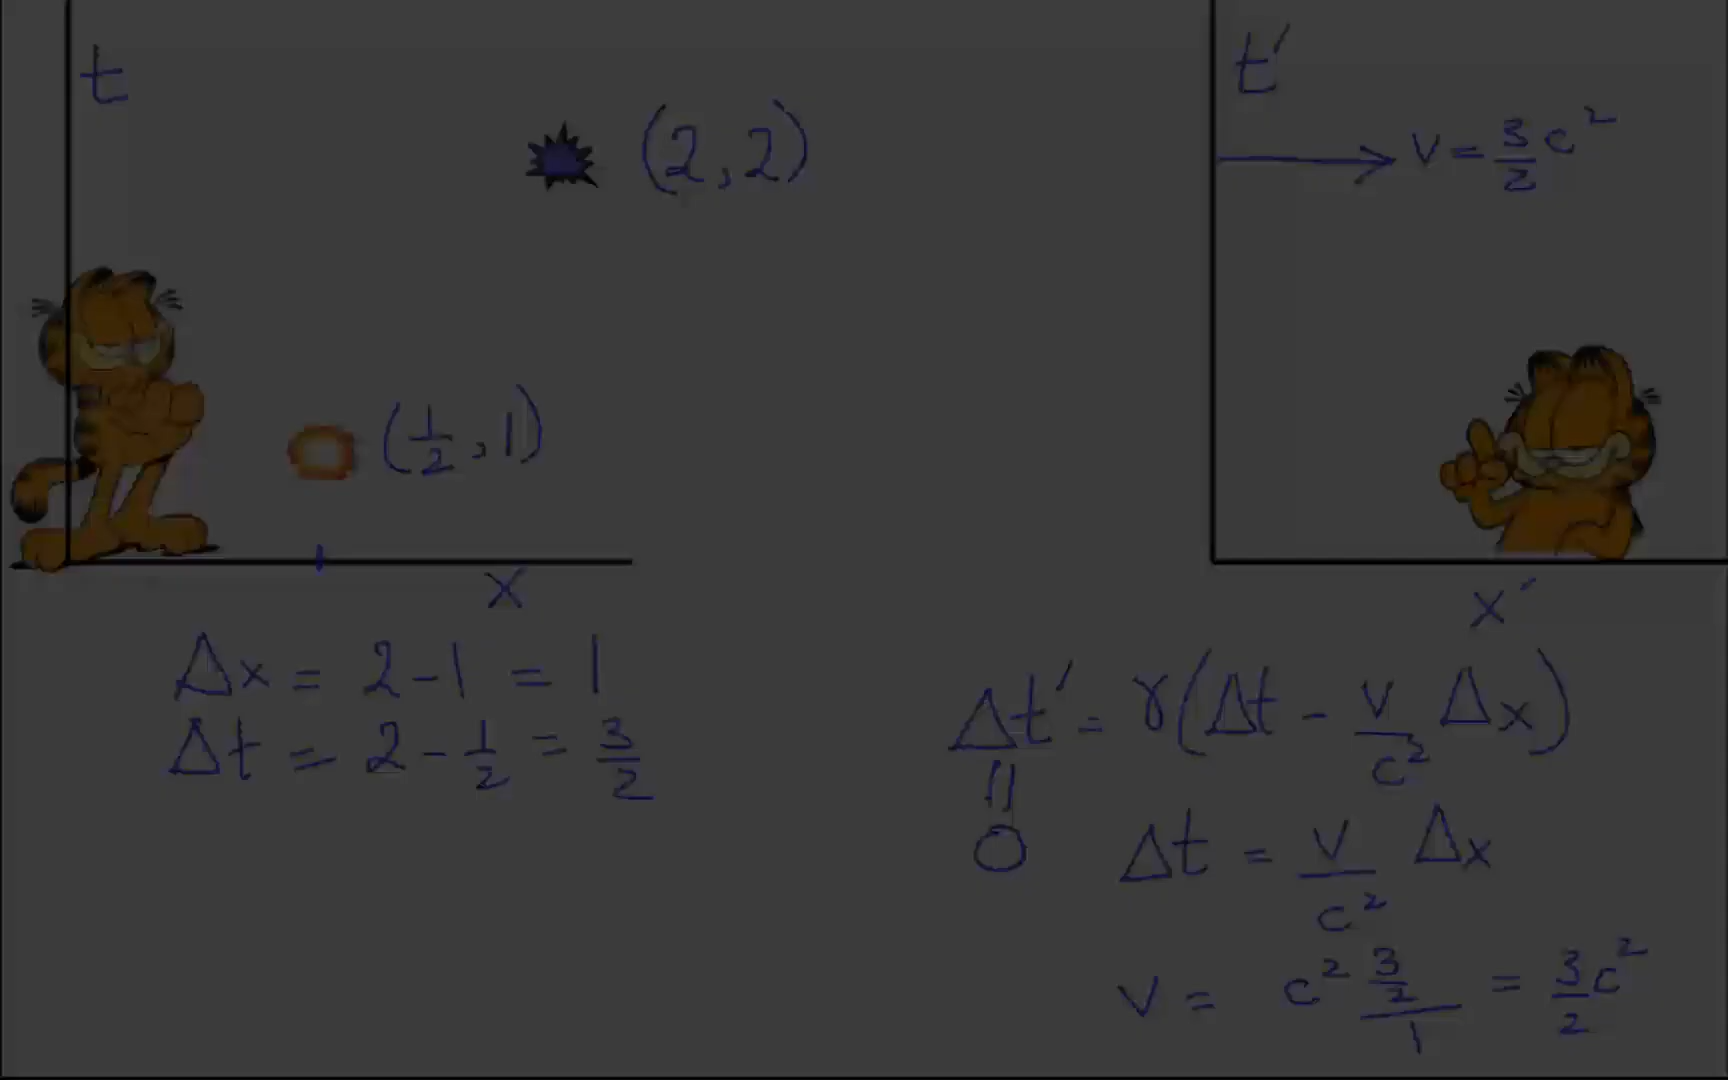 t
(2,2)
t′
v = 3/2 c²
(1/2,1)
x
x′
Δx = 2-1 = 1
Δt = 2 - 1/2 = 3/2
Δt′ = γ(Δt - v/c² Δx)
||
0
Δt = v/c² Δx
v = c² (3/2)/1 = 3/2 c²